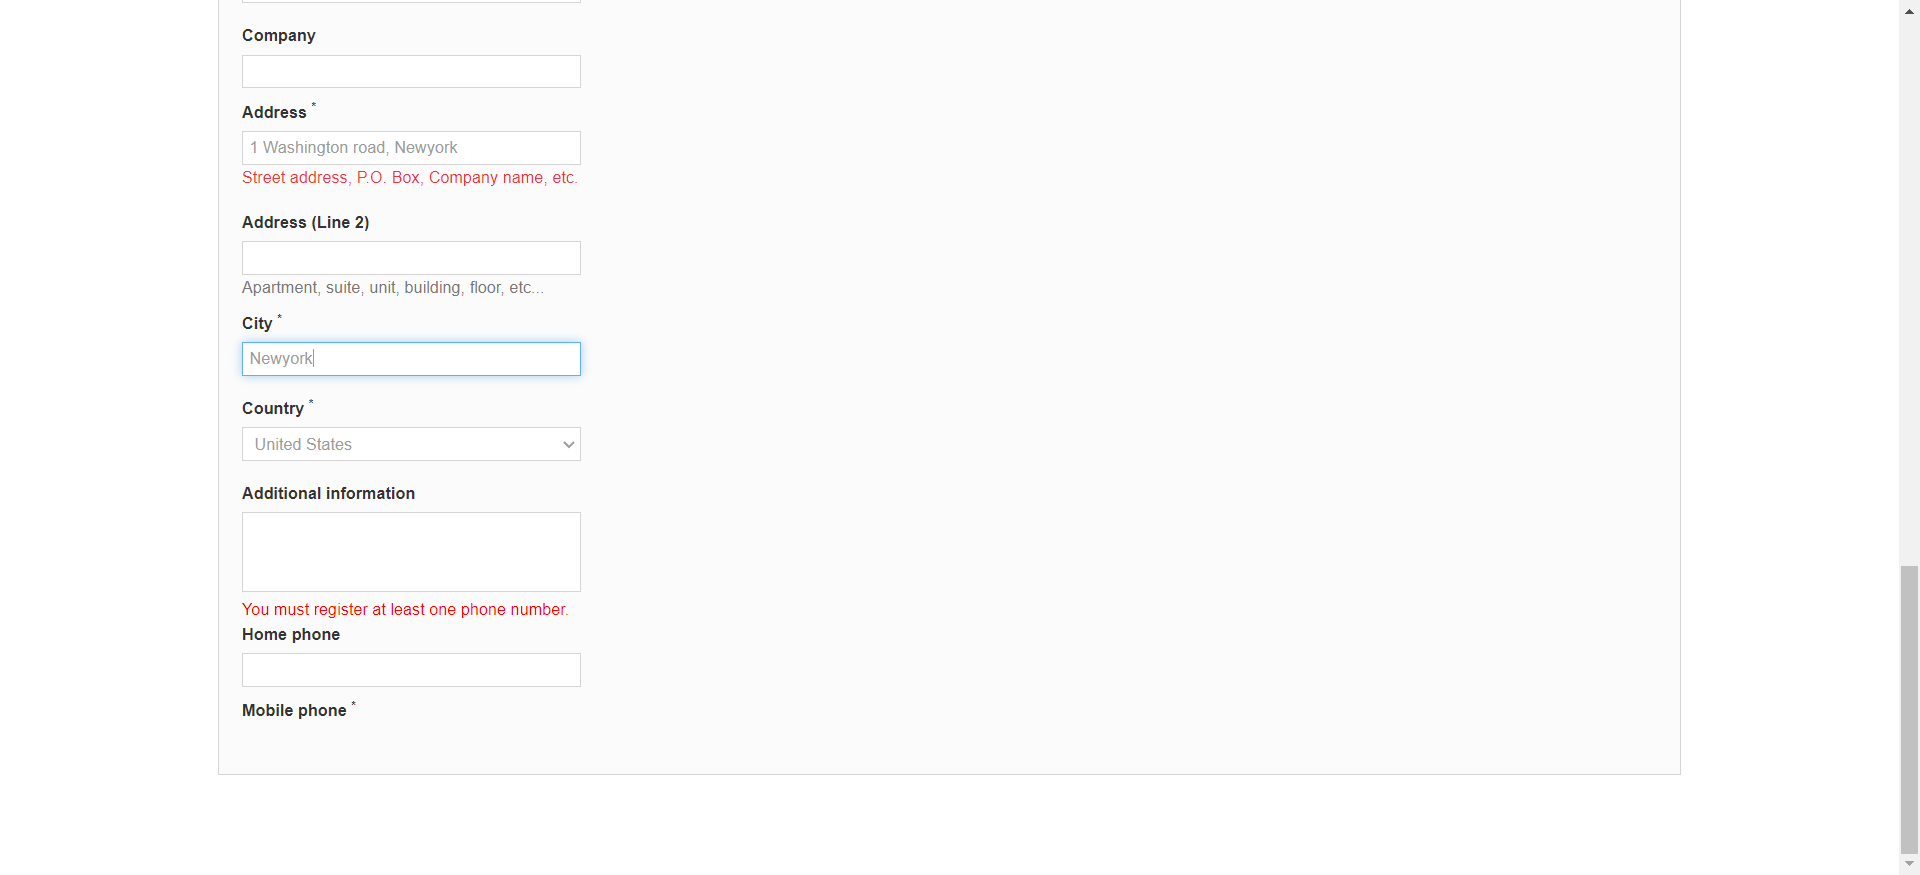 Company
Address *
1 Washington road, Newyork
Street address, P.O. Box, Company name, etc.
Address (Line 2)
Apartment, suite, unit, building, floor, etc...
City *
Newyork
Country *
United States
Additional information
You must register at least one phone number.
Home phone
Mobile phone *